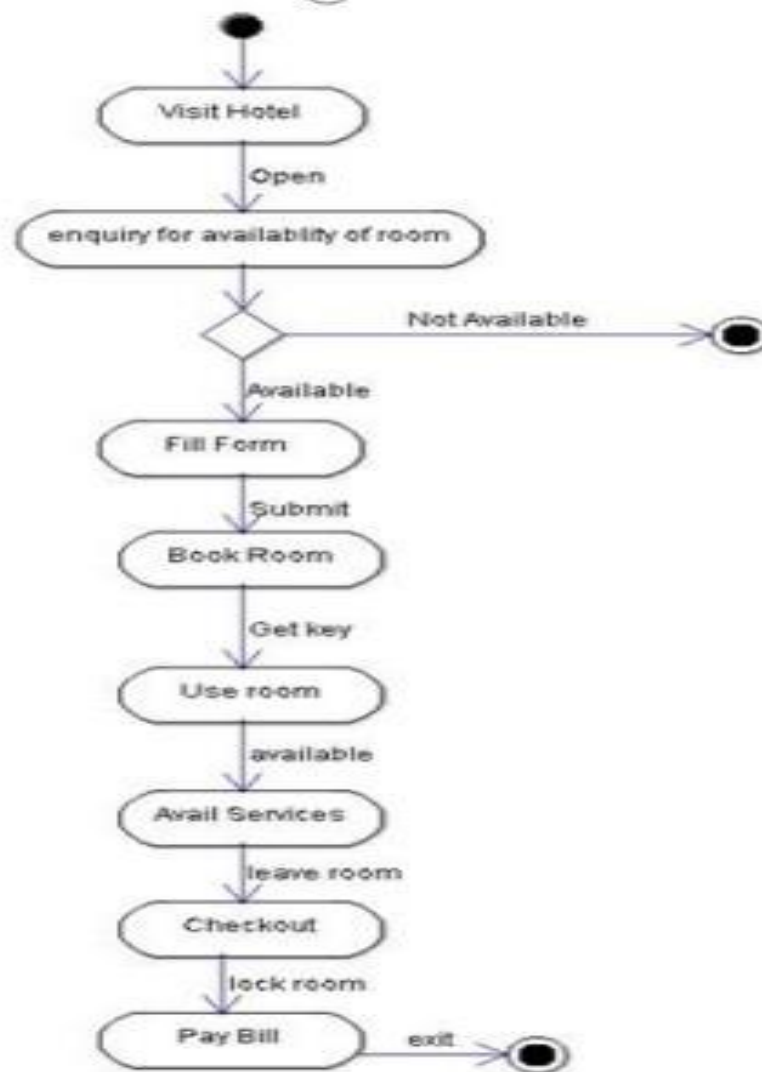 Visit Hotel
Open
enquiry for availablity of room
Not Available
Available
Fill Form
Submit
Book Room
Get key
Use room
available
Avail Services
leave room
Checkout
lock room
Pay Bill
exit